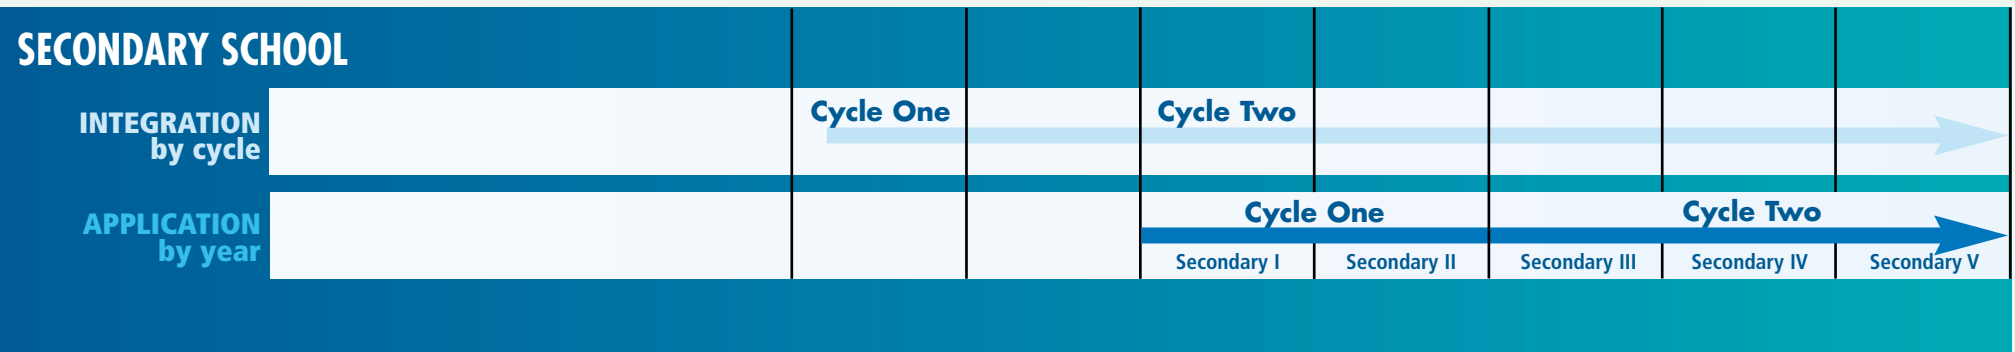 SECONDARY SCHOOL
INTEGRATION
by cycle
Cycle One
Cycle Two
APPLICATION
by year
Cycle One
Cycle Two
Secondary I
Secondary II
Secondary III
Secondary IV
Secondary V